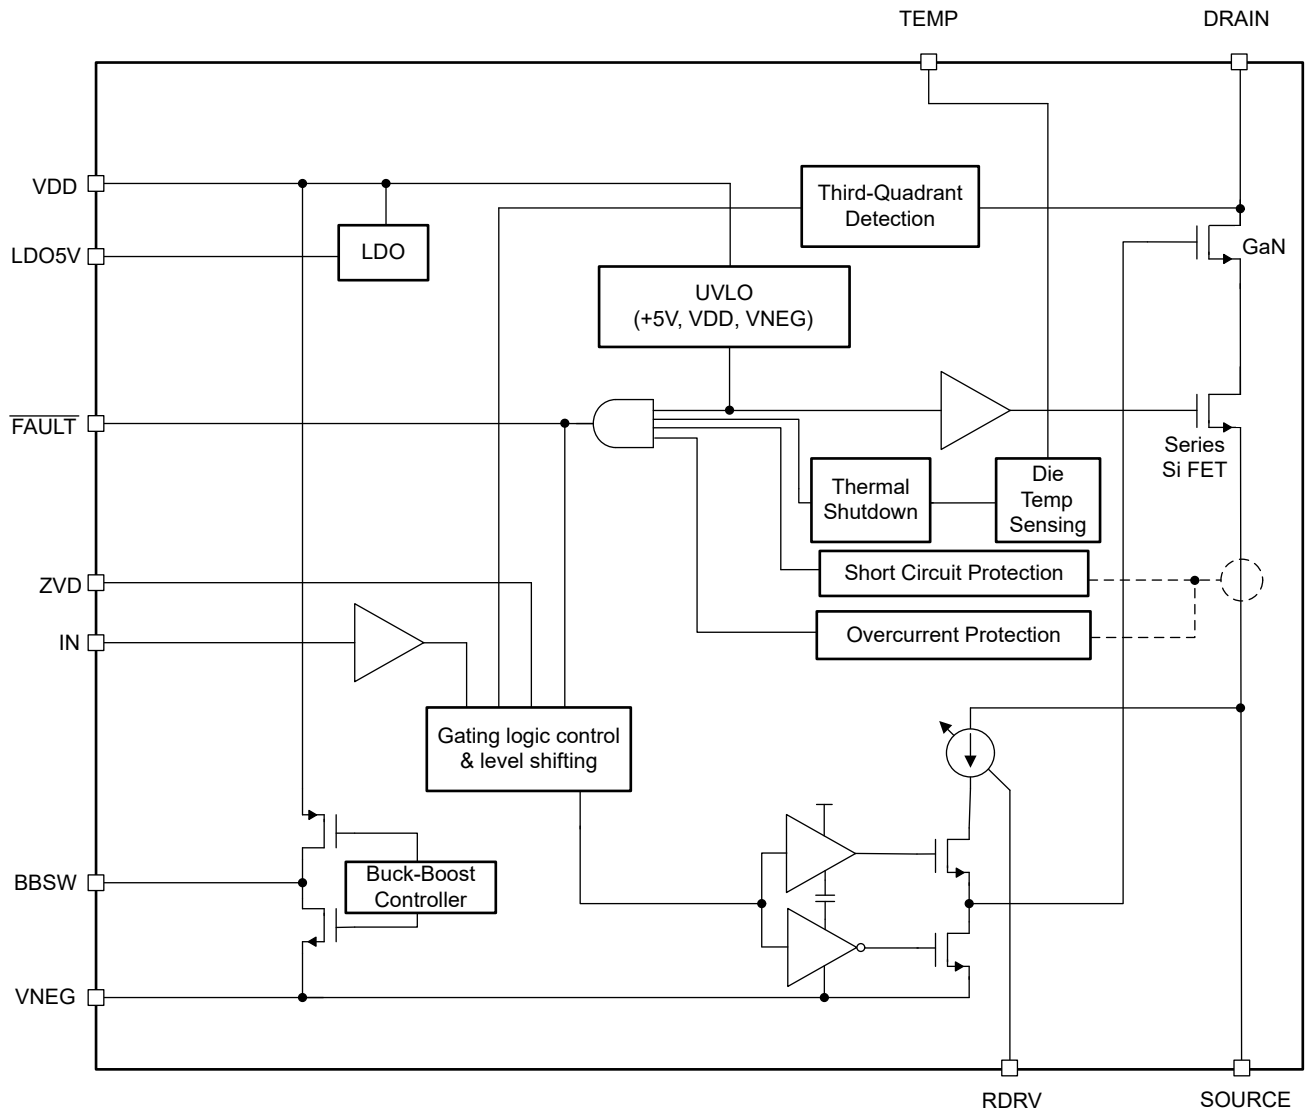 TEMP
DRAIN
VDD
Third-Quadrant
Detection
LDO5V
LDO
GaN
UVLO
(+5V, VDD, VNEG)
FAULT
Series
Si FET
Thermal
Shutdown
Die
Temp
Sensing
Short Circuit Protection
ZVD
IN
Overcurrent Protection
Gating logic control
& level shifting
BBSW
Buck-Boost
Controller
VNEG
RDRV
SOURCE